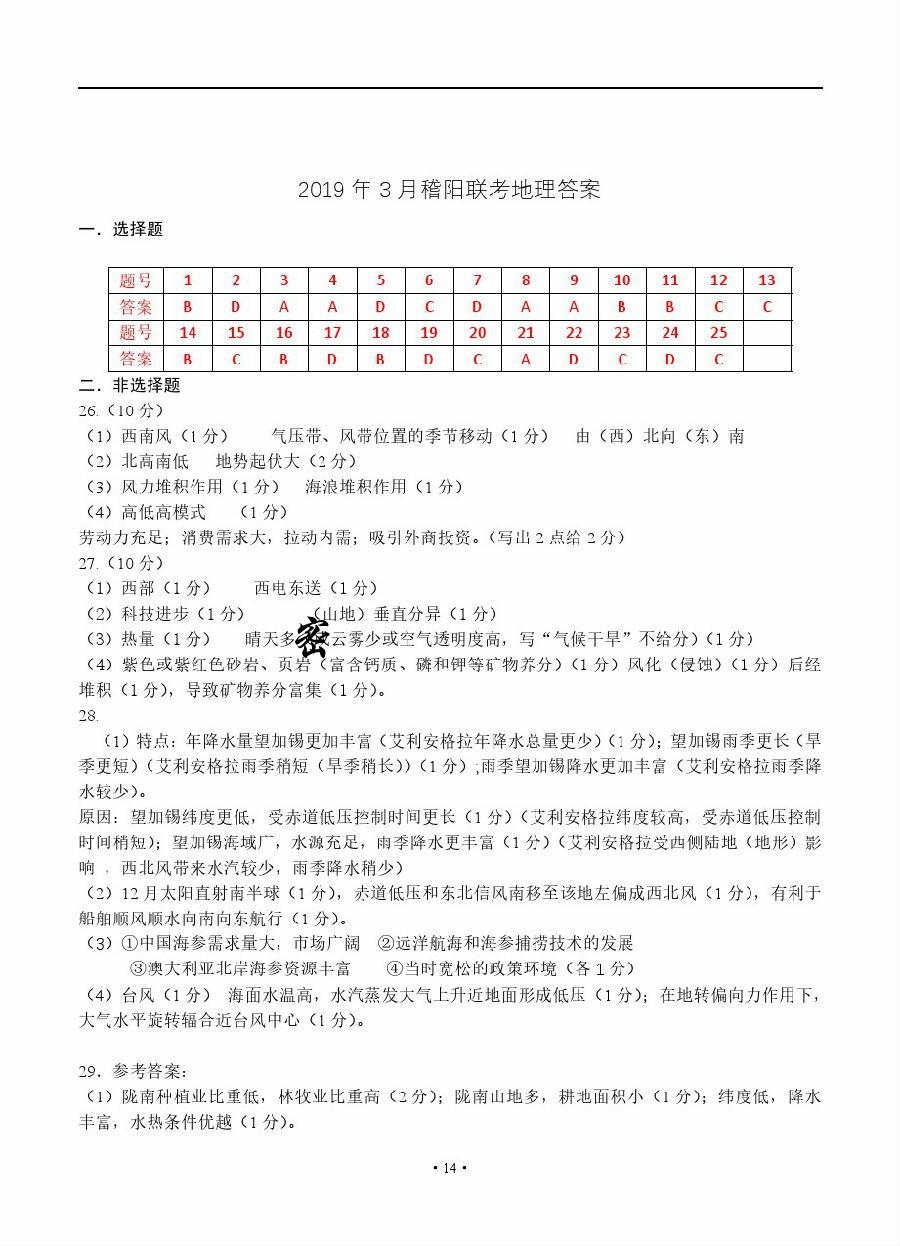 2019 年 3 月稽阳联考地理答案
一．选择题
题号 1 2 3 4 5 6 7 8 9 10 11 12 13
答案 B D A A D C D A A B B C C
题号 14 15 16 17 18 19 20 21 22 23 24 25
答案 B C B D B D C A D C D C
二．非选择题
26.（10 分）
（1）西南风（1 分） 气压带、风带位置的季节移动（1 分） 由（西）北向（东）南
（2）北高南低 地势起伏大（2 分）
（3）风力堆积作用（1 分） 海浪堆积作用（1 分）
（4）高低高模式 （1 分）
劳动力充足；消费需求大，拉动内需；吸引外商投资。（写出 2 点给 2 分）
27.（10 分）
（1）西部（1 分） 西电东送（1 分）
（2）科技进步（1 分） （山地）垂直分异（1 分）
（3）热量（1 分） 晴天多 密 云雾少或空气透明度高，写“气候干旱”不给分）（1 分）
（4）紫色或紫红色砂岩、页岩（富含钙质、磷和钾等矿物养分）（1 分）风化（侵蚀）（1 分）后经
堆积（1 分），导致矿物养分富集（1 分）。
28.
（1）特点：年降水量望加锡更加丰富（艾利安格拉年降水总量更少）（1 分）；望加锡雨季更长（旱
季更短）（艾利安格拉雨季稍短（旱季稍长））（1 分）;雨季望加锡降水更加丰富（艾利安格拉雨季降
水较少）。
原因：望加锡纬度更低，受赤道低压控制时间更长（1 分）（艾利安格拉纬度较高，受赤道低压控制
时间稍短）；望加锡海域广，水源充足，雨季降水更丰富（1 分）（艾利安格拉受西侧陆地（地形）影
响 ，西北风带来水汽较少，雨季降水稍少）
（2）12 月太阳直射南半球（1 分），赤道低压和东北信风南移至该地左偏成西北风（1 分），有利于
船舶顺风顺水向南向东航行（1 分）。
（3）①中国海参需求量大，市场广阔 ②远洋航海和海参捕捞技术的发展
③澳大利亚北岸海参资源丰富 ④当时宽松的政策环境（各 1 分）
（4）台风（1 分） 海面水温高，水汽蒸发大气上升近地面形成低压（1 分）；在地转偏向力作用下，
大气水平旋转辐合近台风中心（1 分）。
29．参考答案：
（1）陇南种植业比重低，林牧业比重高（2 分）；陇南山地多，耕地面积小（1 分）；纬度低，降水
丰富，水热条件优越（1 分）。
· 14 ·